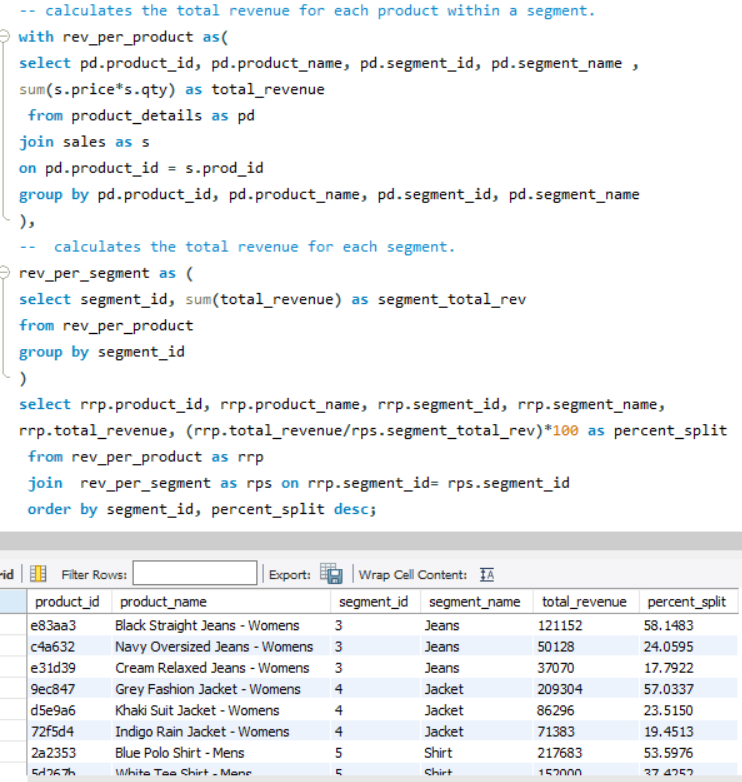 -- calculates the total revenue for each product within a segment.
with rev_per_product as(
select pd.product_id, pd.product_name, pd.segment_id, pd.segment_name ,
sum(s.price*s.qty) as total_revenue
from product_details as pd
join sales as s
on pd.product_id = s.prod_id
group by pd.product_id, pd.product_name, pd.segment_id, pd.segment_name
),
-- calculates the total revenue for each segment.
rev_per_segment as (
select segment_id, sum(total_revenue) as segment_total_rev
from rev_per_product
group by segment_id
)
select rrp.product_id, rrp.product_name, rrp.segment_id, rrp.segment_name,
rrp.total_revenue, (rrp.total_revenue/rps.segment_total_rev)*100 as percent_split
from rev_per_product as rrp
join rev_per_segment as rps on rrp.segment_id= rps.segment_id
order by segment_id, percent_split desc;
rid Filter Rows: Export: Wrap Cell Content: IA
product_id product_name segment_id segment_name total_revenue percent_split
e83aa3 Black Straight Jeans - Womens 3 Jeans 121152 58.1483
c4a632 Navy Oversized Jeans - Womens 3 Jeans 50128 24.0595
e31d39 Cream Relaxed Jeans - Womens 3 Jeans 37070 17.7922
9ec847 Grey Fashion Jacket - Womens 4 Jacket 209304 57.0337
d5e9a6 Khaki Suit Jacket - Womens 4 Jacket 86296 23.5150
72f5d4 Indigo Rain Jacket - Womens 4 Jacket 71383 19.4513
2a2353 Blue Polo Shirt - Mens 5 Shirt 217683 53.5976
5d267b White Tee Shirt - Mens 5 Shirt 152000 37.4252